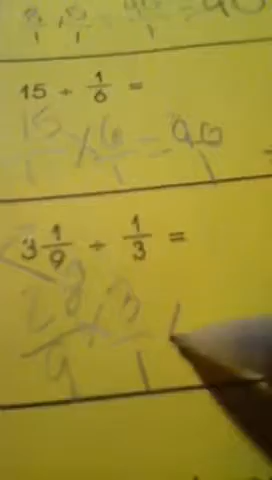 15 ÷ 1/6 =
15/1 × 6/1 = 90/1
3 1/9 ÷ 1/3 =
28/9 × 3/1